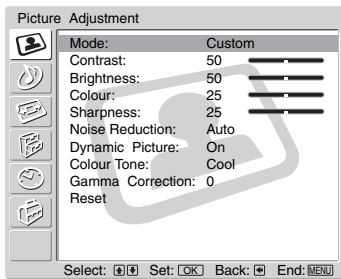 Picture Adjustment
Mode: Custom
Contrast: 50
Brightness: 50
Colour: 25
Sharpness: 25
Noise Reduction: Auto
Dynamic Picture: On
Colour Tone: Cool
Gamma Correction: 0
Reset
Select: Set: OK Back: End: MENU